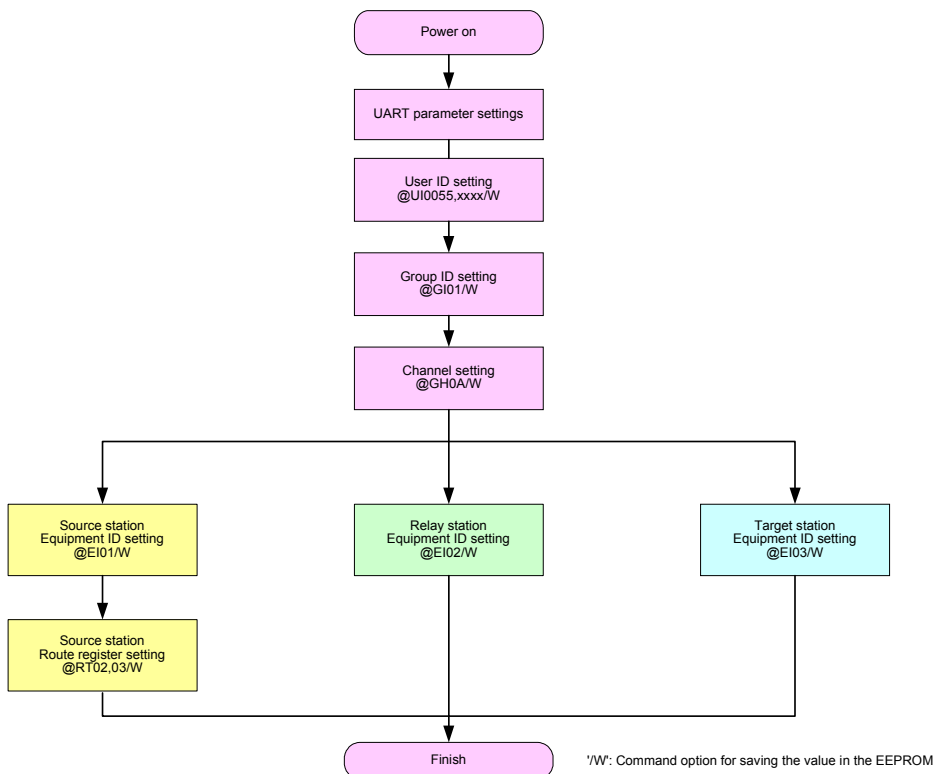 Power on
UART parameter settings
User ID setting
@UI0055,xxxx/W
Group ID setting
@GI01/W
Channel setting
@GH0A/W
Source station
Equipment ID setting
@EI01/W
Relay station
Equipment ID setting
@EI02/W
Target station
Equipment ID setting
@EI03/W
Source station
Route register setting
@RT02,03/W
Finish
'/W': Command option for saving the value in the EEPROM